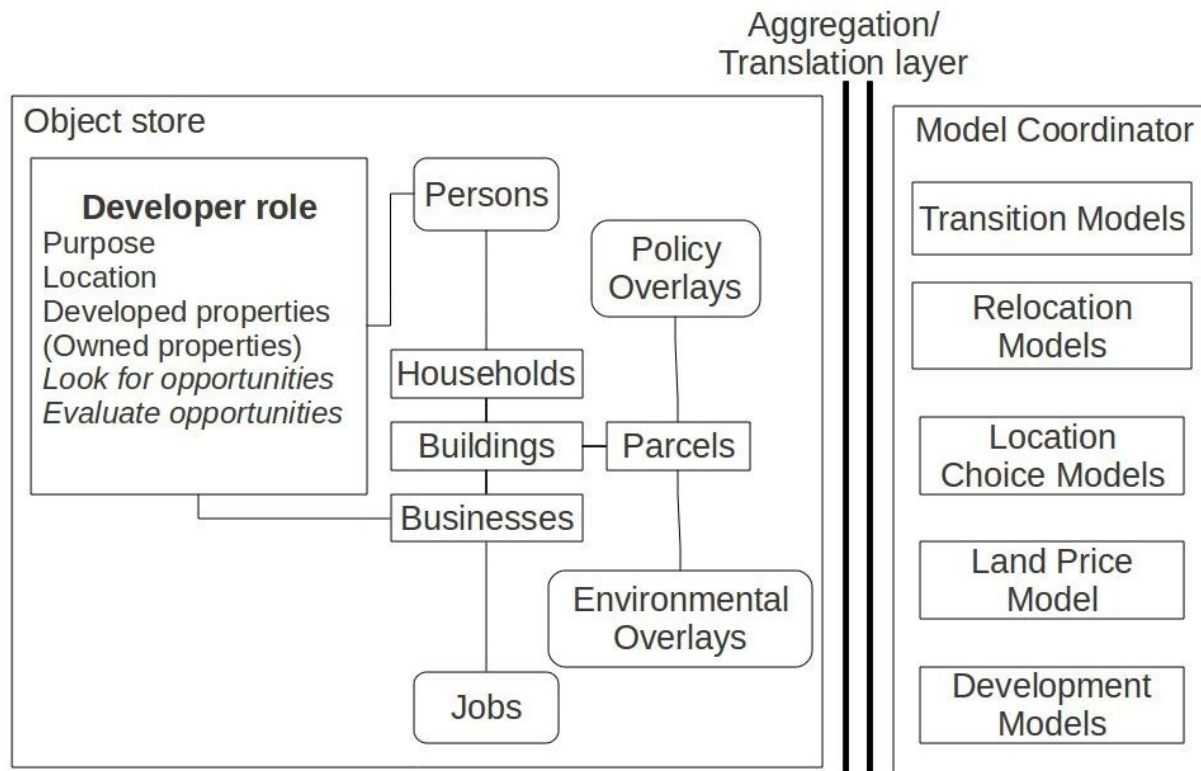 Aggregation/
Translation layer
Object store
Developer role
Purpose
Location
Developed properties
(Owned properties)
Look for opportunities
Evaluate opportunities
Persons
Policy
Overlays
Households
Buildings
Parcels
Businesses
Environmental
Overlays
Jobs
Model Coordinator
Transition Models
Relocation
Models
Location
Choice Models
Land Price
Model
Development
Models